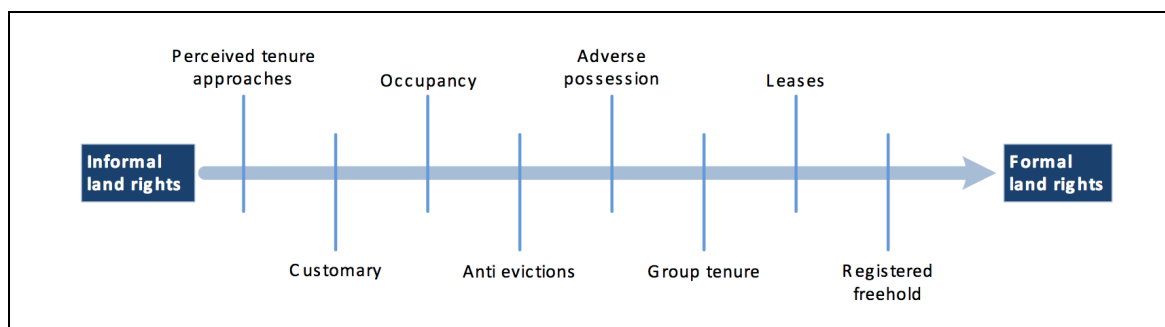 Perceived tenure
approaches
Occupancy
Adverse
possession
Leases
Informal
land rights
Formal
land rights
Customary
Anti evictions
Group tenure
Registered
freehold